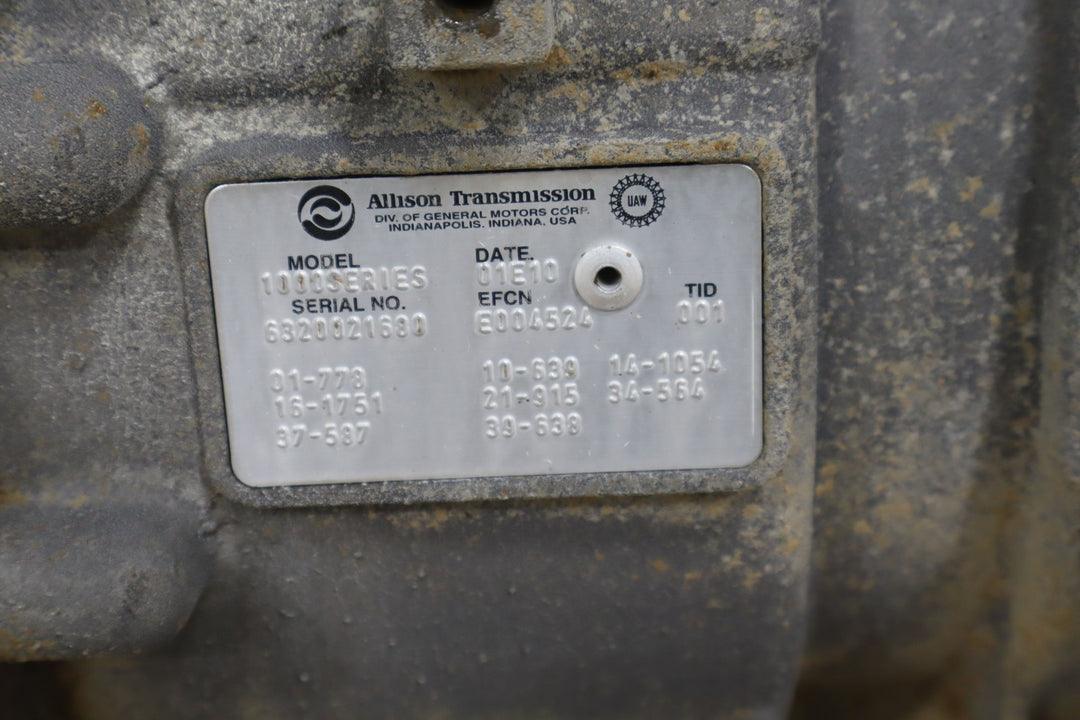 Allison Transmission
UAW
DIV. OF GENERAL MOTORS CORP.
INDIANAPOLIS, INDIANA, USA
MODEL DATE.
1000SERIES 01E10
SERIAL NO. EFCN TID
6320021680 E004524 001
01-778 10-639 14-1054
16-1751 21-915 34-564
37-587 39-638